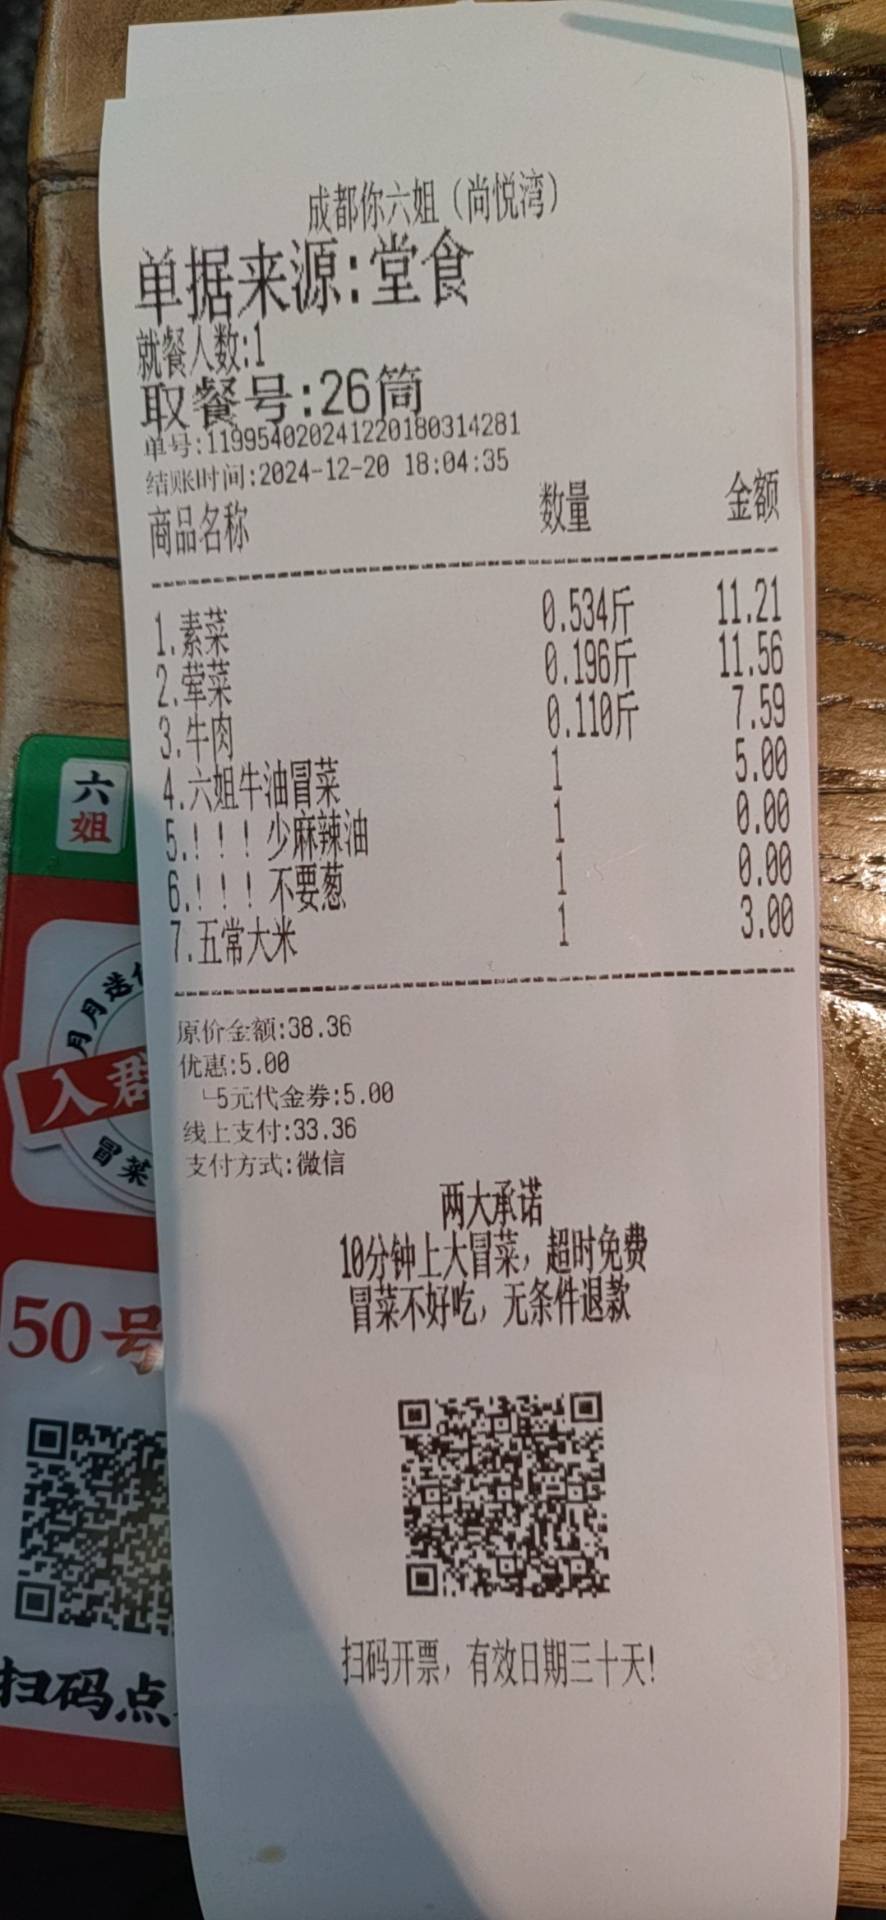 成都你六姐（尚悦湾）
单据来源:堂食
就餐人数:1
取餐号:26筒
单号:119954020241220180314281
结账时间:2024-12-20 18:04:35
商品名称 数量 金额
1.素菜 0.534斤 11.21
2.荤菜 0.196斤 11.56
3.牛肉 0.110斤 7.59
4.六姐牛油冒菜 1 5.00
5.！！！少麻辣油 1 0.00
6.！！！不要葱 1 0.00
7.五常大米 1 3.00
原价金额:38.36
优惠:5.00
└5元代金券:5.00
线上支付:33.36
支付方式:微信
两大承诺
10分钟上大冒菜，超时免费
冒菜不好吃，无条件退款
扫码开票，有效日期三十天!
六
姐
月月送
入群
冒菜
50号
扫码点